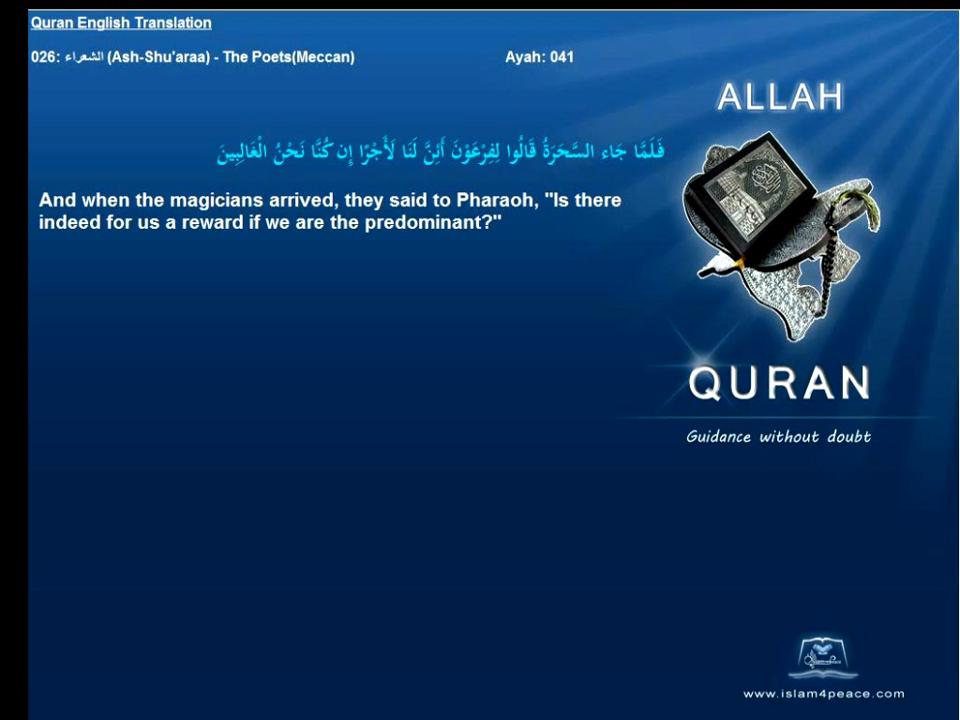 Quran English Translation
026: الشعراء (Ash-Shu'araa) - The Poets(Meccan) Ayah: 041
ALLAH
فَلَمَّا جَاء السَّحَرَةُ قَالُوا لِفِرْعَوْنَ أَئِنَّ لَنَا لَأَجْرًا إِن كُنَّا نَحْنُ الْغَالِبِينَ
And when the magicians arrived, they said to Pharaoh, "Is there
indeed for us a reward if we are the predominant?"
QURAN
Guidance without doubt
www.islam4peace.com